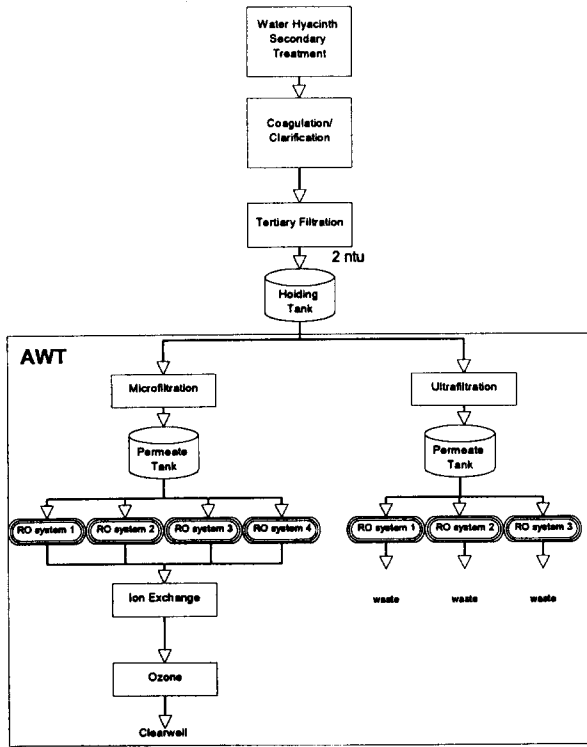 Water Hyacinth
Secondary
Treatment
Coagulation/
Clarification
Tertiary Filtration
2 ntu
Holding
Tank
AWT
Microfiltration
Ultrafiltration
Permeate
Tank
Permeate
Tank
RO system 1
RO system 2
RO system 3
RO system 4
RO system 1
RO system 2
RO system 3
Ion Exchange
waste
waste
waste
Ozone
Clearwell